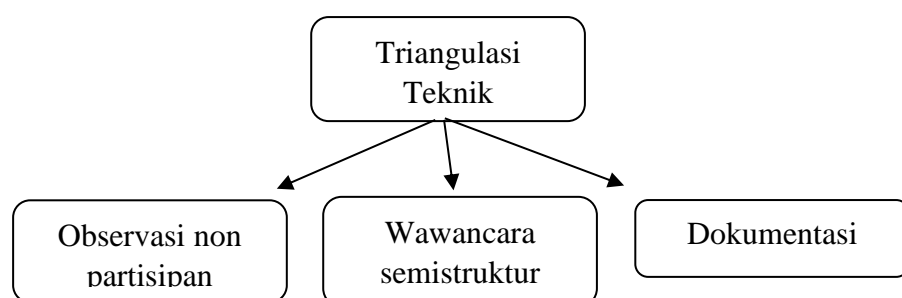 Triangulasi
Teknik
Observasi non
partisipan
Wawancara
semistruktur
Dokumentasi